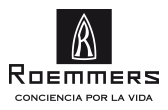 R
ROEMMERS
CONCIENCIA POR LA VIDA